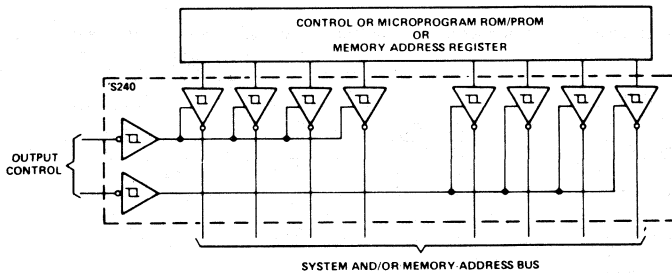 CONTROL OR MICROPROGRAM ROM/PROM
OR
MEMORY ADDRESS REGISTER
'S240
OUTPUT
CONTROL
SYSTEM AND/OR MEMORY-ADDRESS BUS